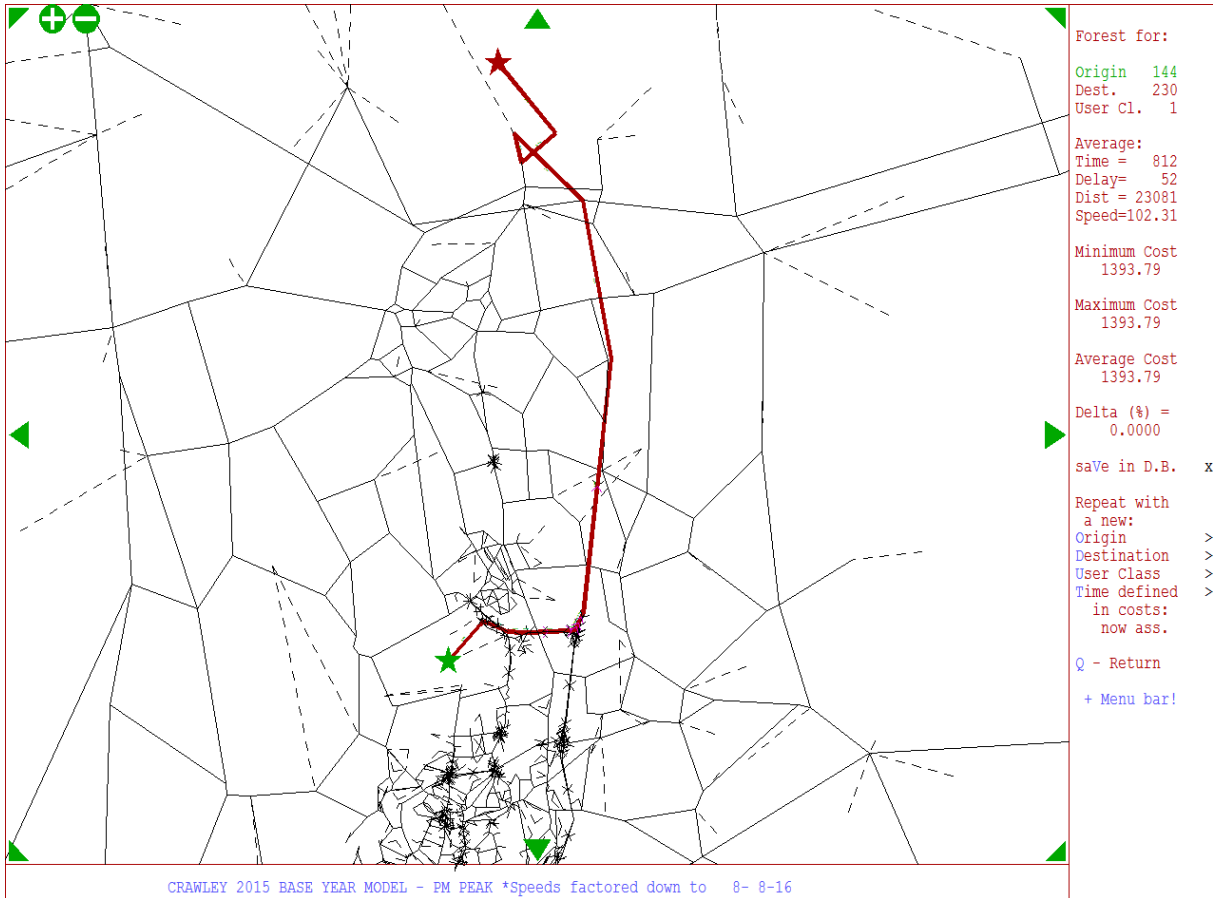 Forest for:
Origin 144
Dest. 230
User Cl. 1
Average:
Time = 812
Delay= 52
Dist = 23081
Speed=102.31
Minimum Cost
1393.79
Maximum Cost
1393.79
Average Cost
1393.79
Delta (%) =
0.0000
saVe in D.B. x
Repeat with
a new:
Origin >
Destination >
User Class >
Time defined >
in costs:
now ass.
Q - Return
+ Menu bar!
CRAWLEY 2015 BASE YEAR MODEL - PM PEAK *Speeds factored down to 8- 8-16